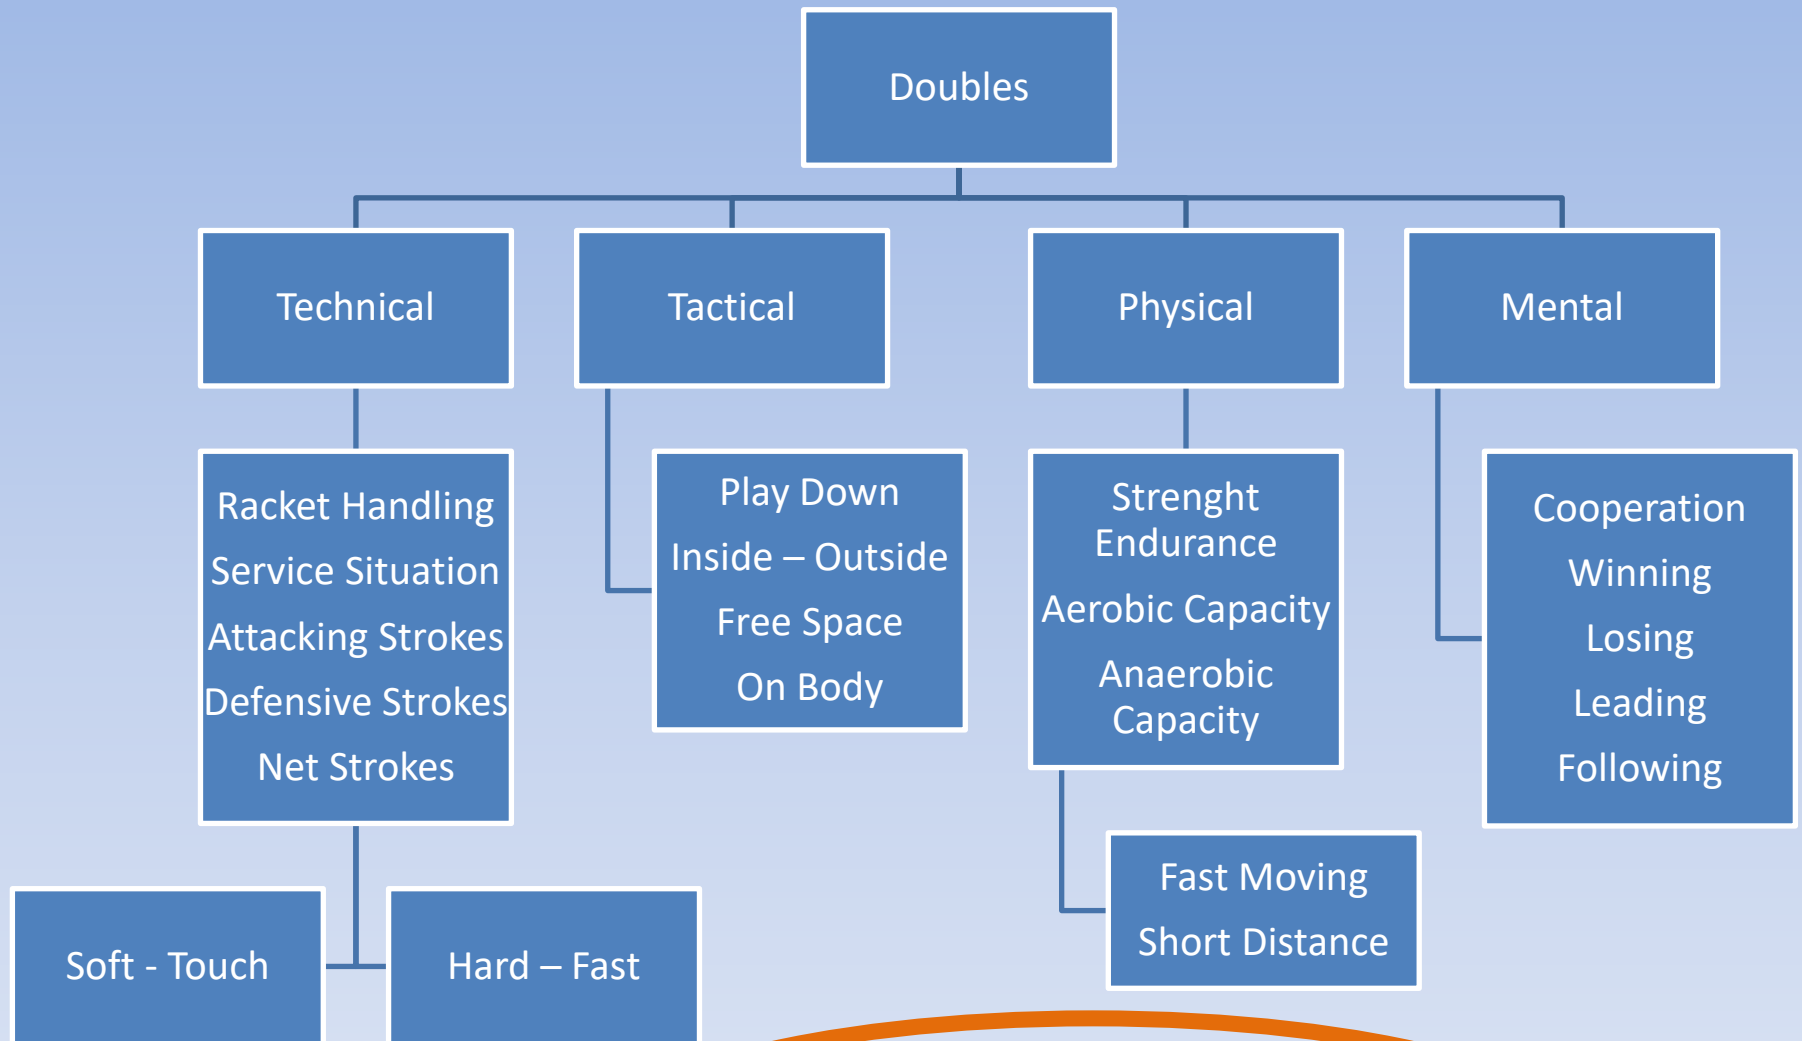 Doubles
Technical
Tactical
Physical
Mental
Racket Handling
Service Situation
Attacking Strokes
Defensive Strokes
Net Strokes
Play Down
Inside – Outside
Free Space
On Body
Strenght
Endurance
Aerobic Capacity
Anaerobic
Capacity
Cooperation
Winning
Losing
Leading
Following
Soft - Touch
Hard – Fast
Fast Moving
Short Distance